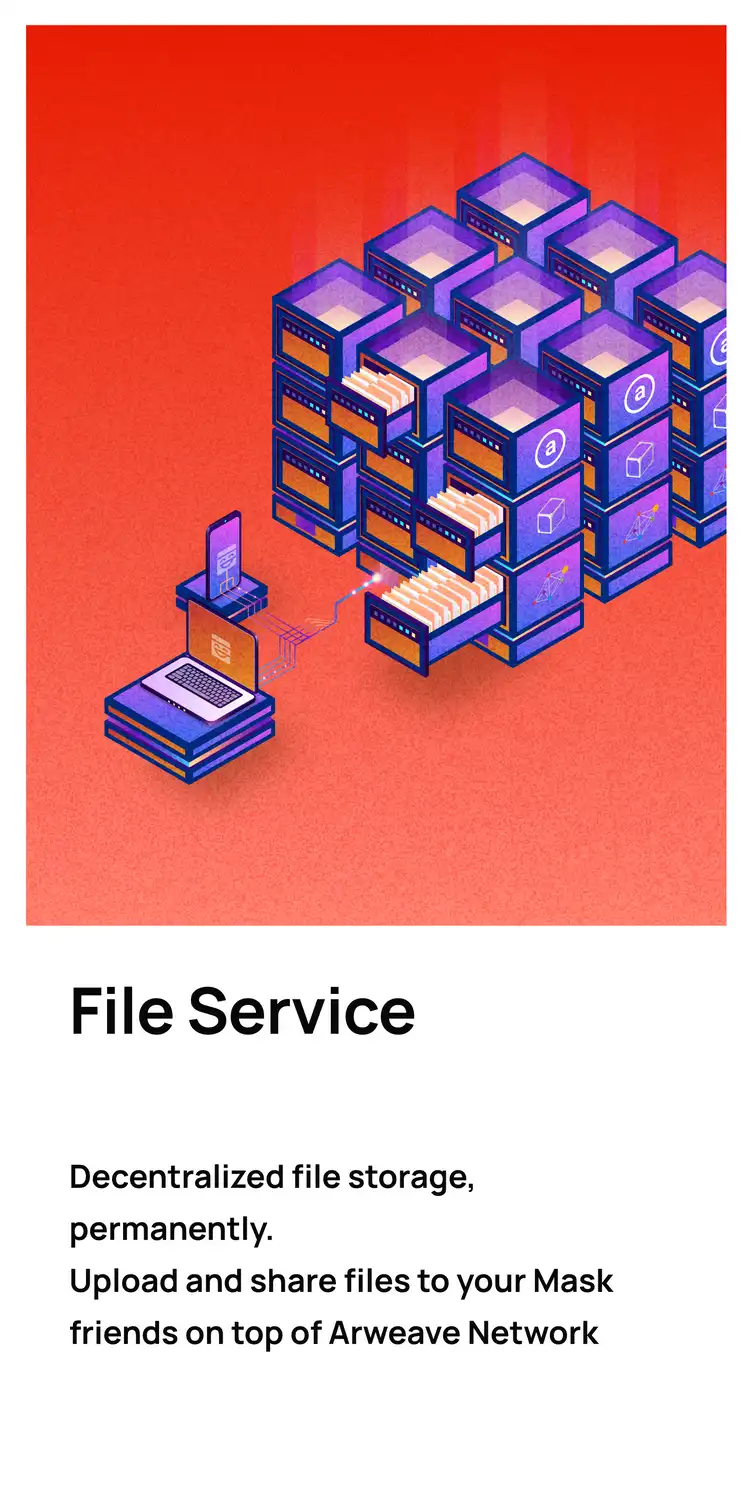 a
a
a
File Service
Decentralized file storage,
permanently.
Upload and share files to your Mask
friends on top of Arweave Network